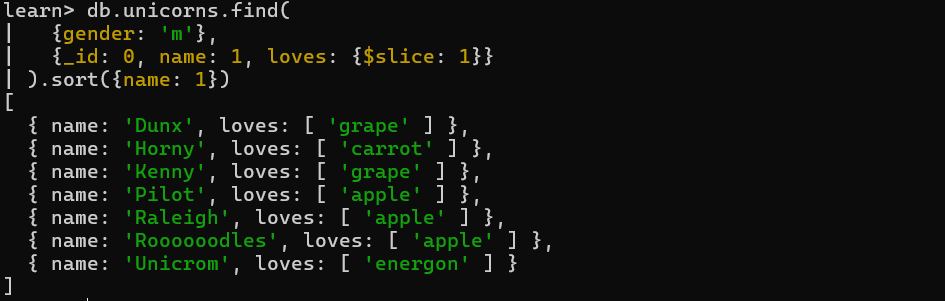 learn> db.unicorns.find(
|   {gender: 'm'},
|   {_id: 0, name: 1, loves: {$slice: 1}}
| ).sort({name: 1})
[
  { name: 'Dunx', loves: [ 'grape' ] },
  { name: 'Horny', loves: [ 'carrot' ] },
  { name: 'Kenny', loves: [ 'grape' ] },
  { name: 'Pilot', loves: [ 'apple' ] },
  { name: 'Raleigh', loves: [ 'apple' ] },
  { name: 'Roooooodles', loves: [ 'apple' ] },
  { name: 'Unicrom', loves: [ 'energon' ] }
]